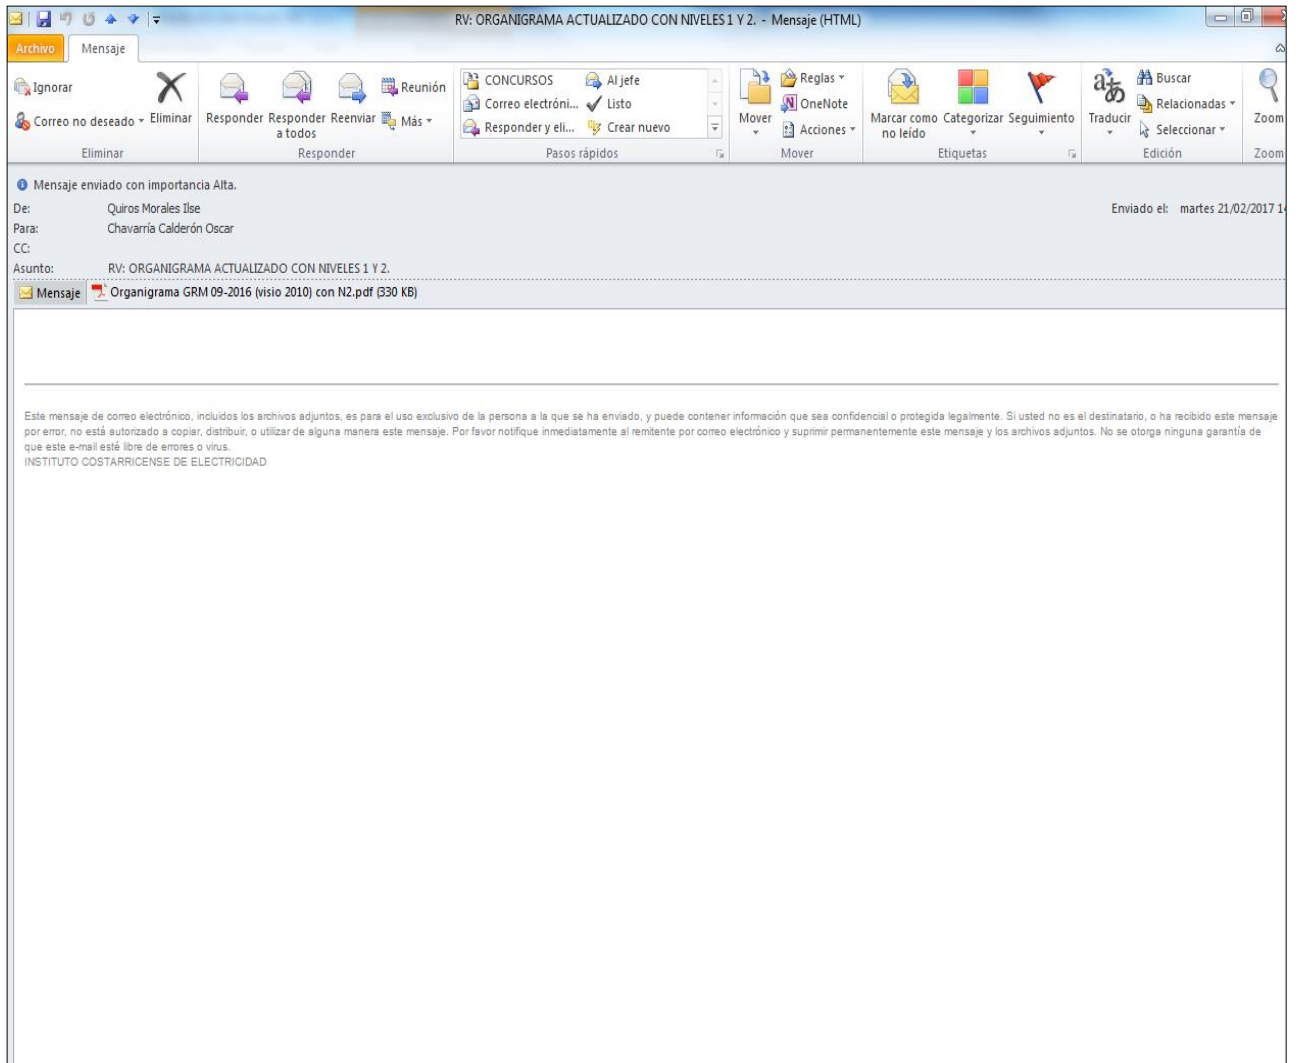 RV: ORGANIGRAMA ACTUALIZADO CON NIVELES 1 Y 2. - Mensaje (HTML)
Archivo Mensaje
Ignorar
Correo no deseado Eliminar
Eliminar
Responder Responder a todos Reenviar
Reunión
Más
Responder
CONCURSOS Al jefe
Correo electróni... Listo
Responder y eli... Crear nuevo
Pasos rápidos
Mover
Reglas
OneNote
Acciones
Mover
Marcar como no leído Categorizar Seguimiento
Etiquetas
Traducir
Buscar
Relacionadas
Seleccionar
Edición
Zoom
Zoom
Mensaje enviado con importancia Alta.
De: Quiros Morales Ilse Enviado el: martes 21/02/2017 14
Para: Chavarría Calderón Oscar
CC:
Asunto: RV: ORGANIGRAMA ACTUALIZADO CON NIVELES 1 Y 2.
Mensaje Organigrama GRM 09-2016 (visio 2010) con N2.pdf (330 KB)
Este mensaje de correo electrónico, incluidos los archivos adjuntos, es para el uso exclusivo de la persona a la que se ha enviado, y puede contener información que sea confidencial o protegida legalmente. Si usted no es el destinatario, o ha recibido este mensaje
por error, no está autorizado a copiar, distribuir, o utilizar de alguna manera este mensaje. Por favor notifique inmediatamente al remitente por correo electrónico y suprimir permanentemente este mensaje y los archivos adjuntos. No se otorga ninguna garantía de
que este e-mail esté libre de errores o virus.
INSTITUTO COSTARRICENSE DE ELECTRICIDAD